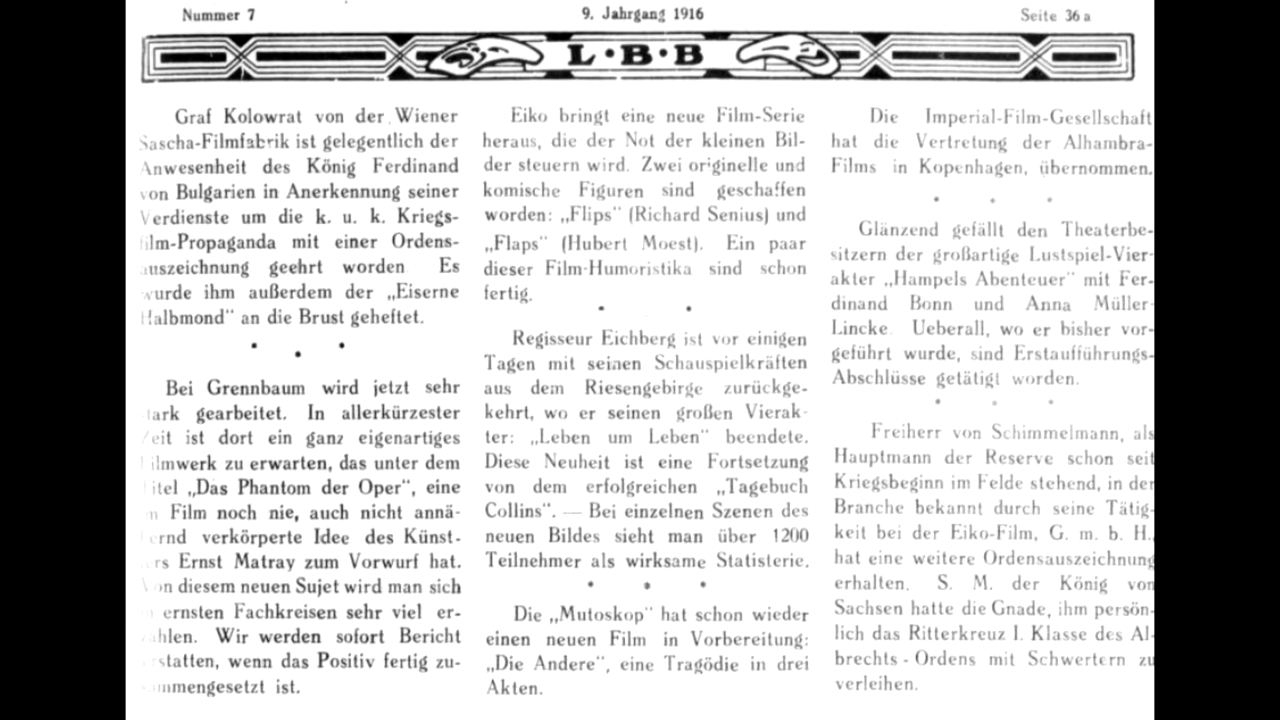 Nummer 7
9. Jahrgang 1916
Seite 36 a
L·B·B
Graf Kolowrat von der Wiener
Sascha-Filmfabrik ist gelegentlich der
Anwesenheit des König Ferdinand
von Bulgarien in Anerkennung seiner
Verdienste um die k. u. k. Kriegs-
film-Propaganda mit einer Ordens-
auszeichnung geehrt worden Es
wurde ihm außerdem der „Eiserne
Halbmond" an die Brust geheftet.
Bei Grennbaum wird jetzt sehr
tark gearbeitet. In allerkürzester
Zeit ist dort ein ganz eigenartiges
ilmwerk zu erwarten, das unter dem
itel „Das Phantom der Oper", eine
Film noch nie, auch nicht annä-
ernd verkörperte Idee des Künst-
rs Ernst Matray zum Vorwurf hat.
Von diesem neuen Sujet wird man sich
ernsten Fachkreisen sehr viel er-
ählen. Wir werden sofort Bericht
rstatten, wenn das Positiv fertig zu-
ammengesetzt ist.
Eiko bringt eine neue Film-Serie
heraus, die der Not der kleinen Bil-
der steuern wird. Zwei originelle und
komische Figuren sind geschaffen
worden: „Flips" (Richard Senius) und
„Flaps" (Hubert Moest). Ein paar
dieser Film-Humoristika sind schon
fertig.
Regisseur Eichberg ist vor einigen
Tagen mit seinen Schauspielkräften
aus dem Riesengebirge zurückge-
kehrt, wo er seinen großen Vierak-
ter: „Leben um Leben" beendete.
Diese Neuheit ist eine Fortsetzung
von dem erfolgreichen „Tagebuch
Collins". — Bei einzelnen Szenen des
neuen Bildes sieht man über 1200
Teilnehmer als wirksame Statisterie.
Die „Mutoskop" hat schon wieder
einen neuen Film in Vorbereitung:
„Die Andere", eine Tragödie in drei
Akten.
Die Imperial-Film-Gesellschaft
hat die Vertretung der Alhambra-
Films in Kopenhagen, übernommen.
Glänzend gefällt den Theaterbe-
sitzern der großartige Lustspiel-Vier-
akter „Hampels Abenteuer" mit Fer-
dinand Bonn und Anna Müller-
Lincke. Ueberall, wo er bisher vor-
geführt wurde, sind Erstaufführungs-
Abschlüsse getätigt worden.
Freiherr von Schimmelmann, als
Hauptmann der Reserve schon seit
Kriegsbeginn im Felde stehend, in der
Branche bekannt durch seine Tätig-
keit bei der Eiko-Film, G. m. b. H.,
hat eine weitere Ordensauszeichnung
erhalten. S. M. der König von
Sachsen hatte die Gnade, ihm persön-
lich das Ritterkreuz I. Klasse des Al-
brechts - Ordens mit Schwertern zu
verleihen.